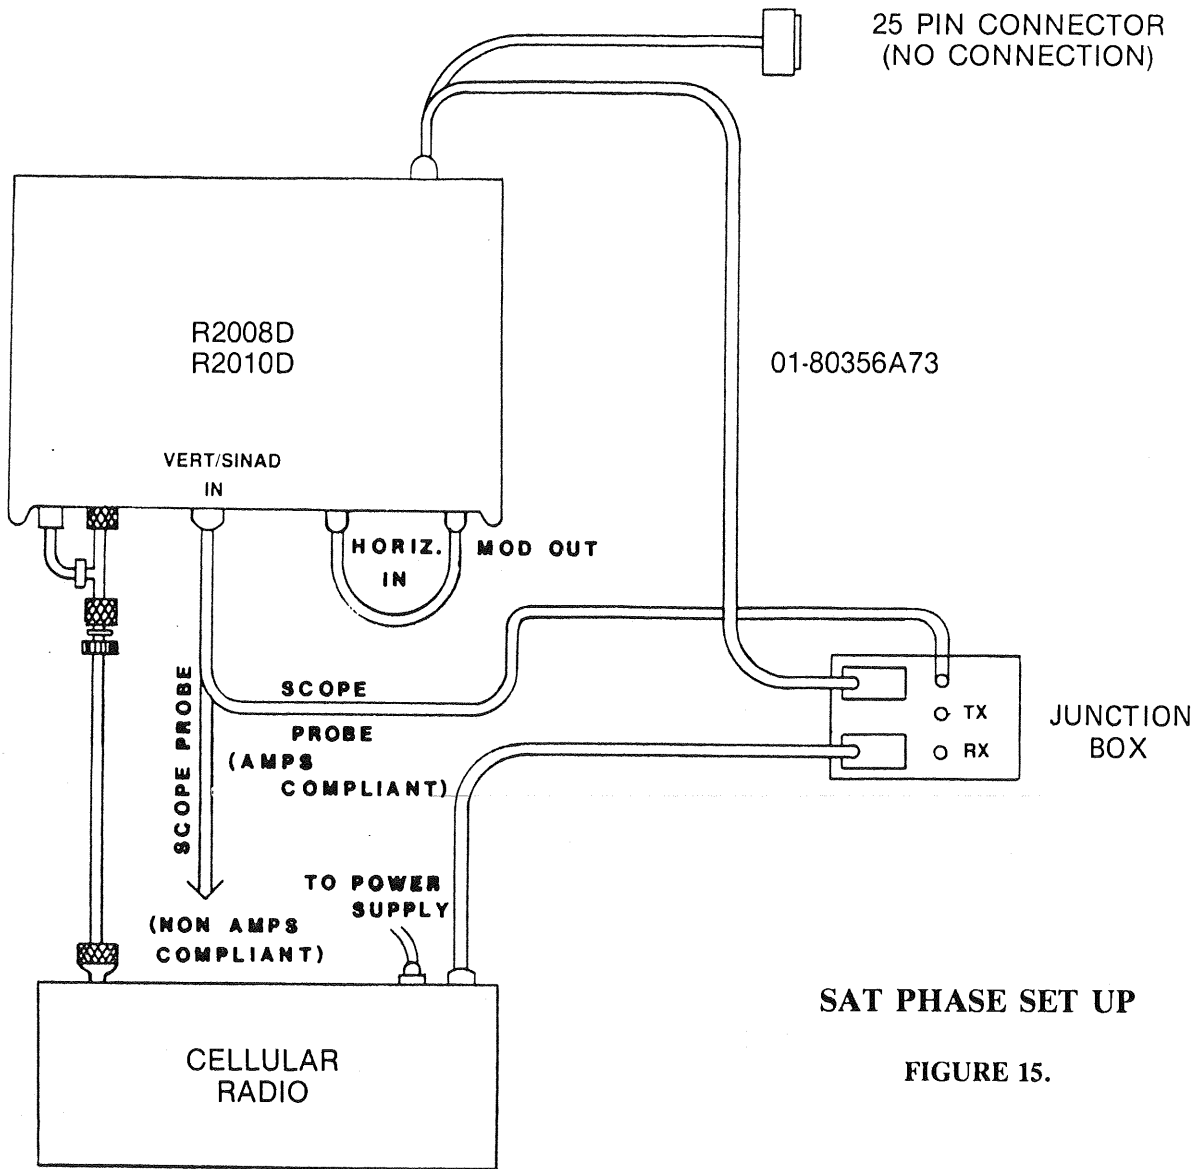 25 PIN CONNECTOR
(NO CONNECTION)
R2008D
R2010D
01-80356A73
VERT/SINAD
IN
HORIZ.
IN
MOD OUT
SCOPE PROBE
SCOPE
PROBE
(AMPS
COMPLIANT)
TX
RX
JUNCTION
BOX
TO POWER
SUPPLY
(NON AMPS
COMPLIANT)
CELLULAR
RADIO
SAT PHASE SET UP
FIGURE 15.